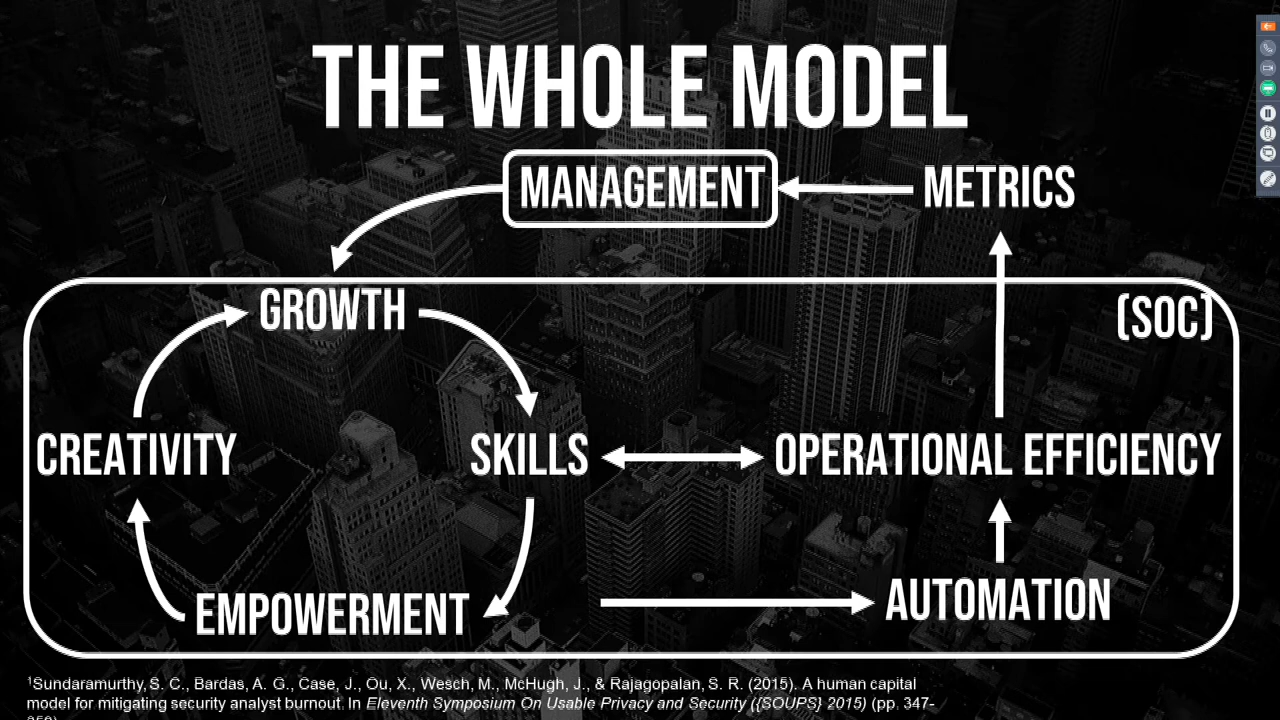 THE WHOLE MODEL
MANAGEMENT
METRICS
GROWTH
(SOC)
CREATIVITY
SKILLS
OPERATIONAL EFFICIENCY
EMPOWERMENT
AUTOMATION
¹Sundaramurthy, S. C., Bardas, A. G., Case, J., Ou, X., Wesch, M., McHugh, J., & Rajagopalan, S. R. (2015). A human capital
model for mitigating security analyst burnout. In Eleventh Symposium On Usable Privacy and Security ({SOUPS} 2015) (pp. 347-